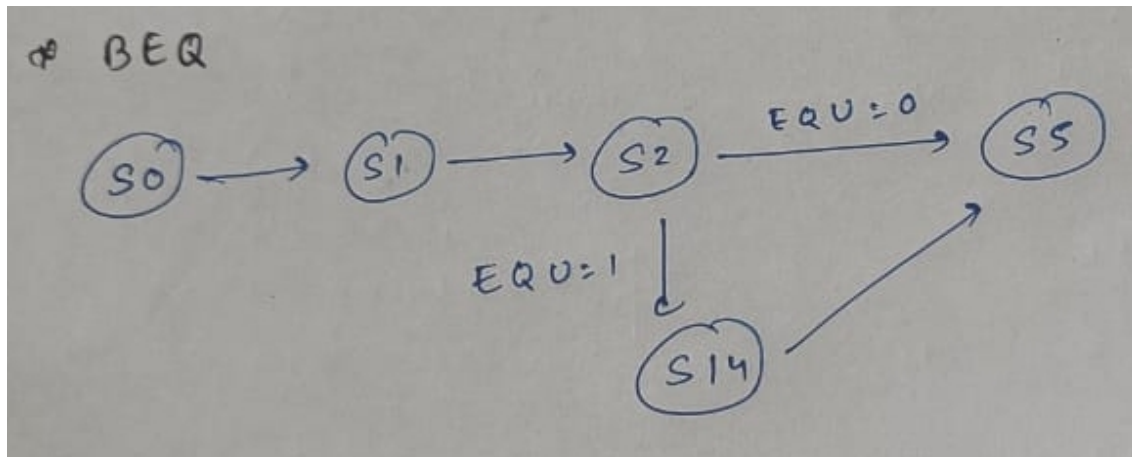 * BEQ
EQU=0
S0 S1 S2 S5
EQU=1
S14